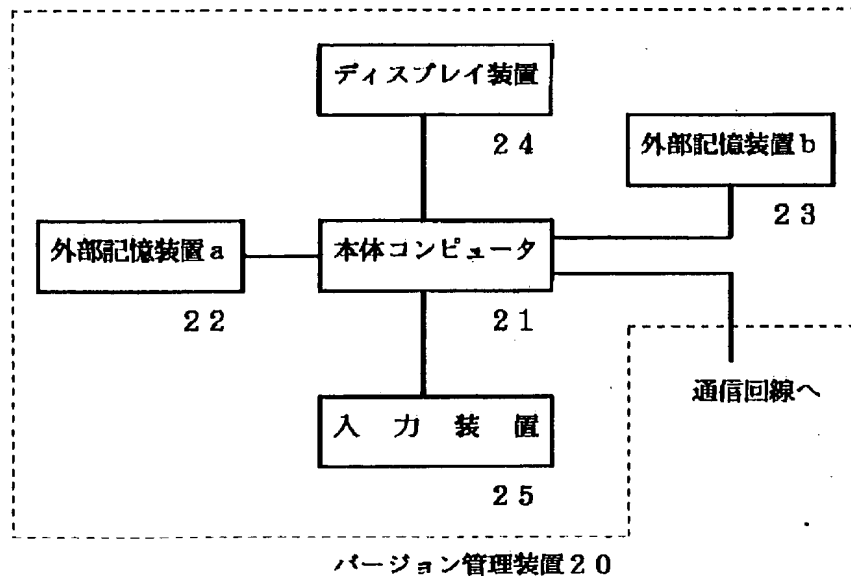 ディスプレイ装置
24
外部記憶装置b
23
外部記憶装置a
22
本体コンピュータ
21
通信回線へ
入力装置
25
バージョン管理装置20